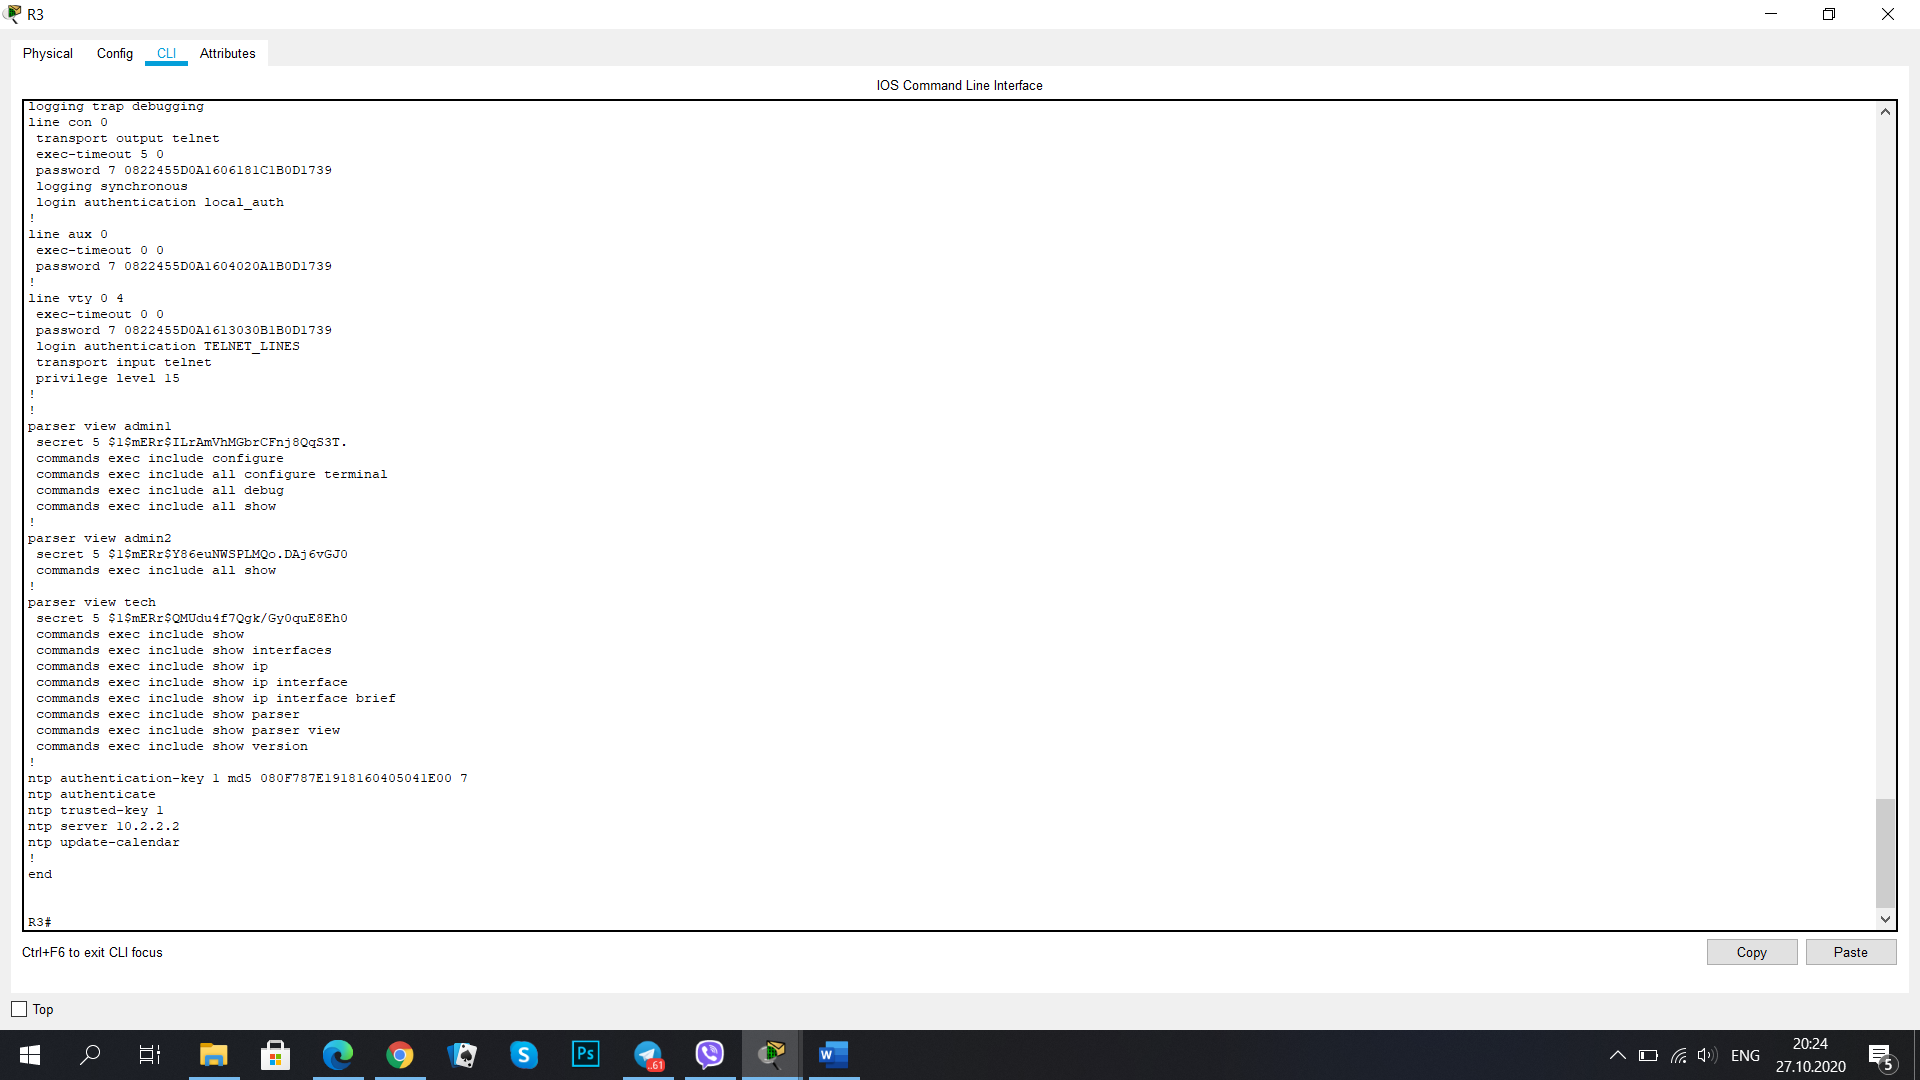 R3
Physical
Config
CLI
Attributes
IOS Command Line Interface
logging trap debugging
line con 0
transport output telnet
exec-timeout 5 0
password 7 0822455D0A1606181C1B0D1739
logging synchronous
login authentication local_auth
!
line aux 0
exec-timeout 0 0
password 7 0822455D0A1604020A1B0D1739
!
line vty 0 4
exec-timeout 0 0
password 7 0822455D0A1613030B1B0D1739
login authentication TELNET_LINES
transport input telnet
privilege level 15
!
!
parser view admin1
secret 5 $1$mERr$ILrAmVhMGbrCFnj8QqS3T.
commands exec include configure
commands exec include all configure terminal
commands exec include all debug
commands exec include all show
!
parser view admin2
secret 5 $1$mERr$Y86euNWSPLMQo.DAj6vGJ0
commands exec include all show
!
parser view tech
secret 5 $1$mERr$QMUdu4f7Qgk/Gy0quE8Eh0
commands exec include show
commands exec include show interfaces
commands exec include show ip
commands exec include show ip interface
commands exec include show ip interface brief
commands exec include show parser
commands exec include show parser view
commands exec include show version
!
ntp authentication-key 1 md5 080F787E1918160405041E00 7
ntp authenticate
ntp trusted-key 1
ntp server 10.2.2.2
ntp update-calendar
!
end
R3#
Ctrl+F6 to exit CLI focus
Copy
Paste
Top
S
Ps
..61
W
ENG
20:24
27.10.2020
5